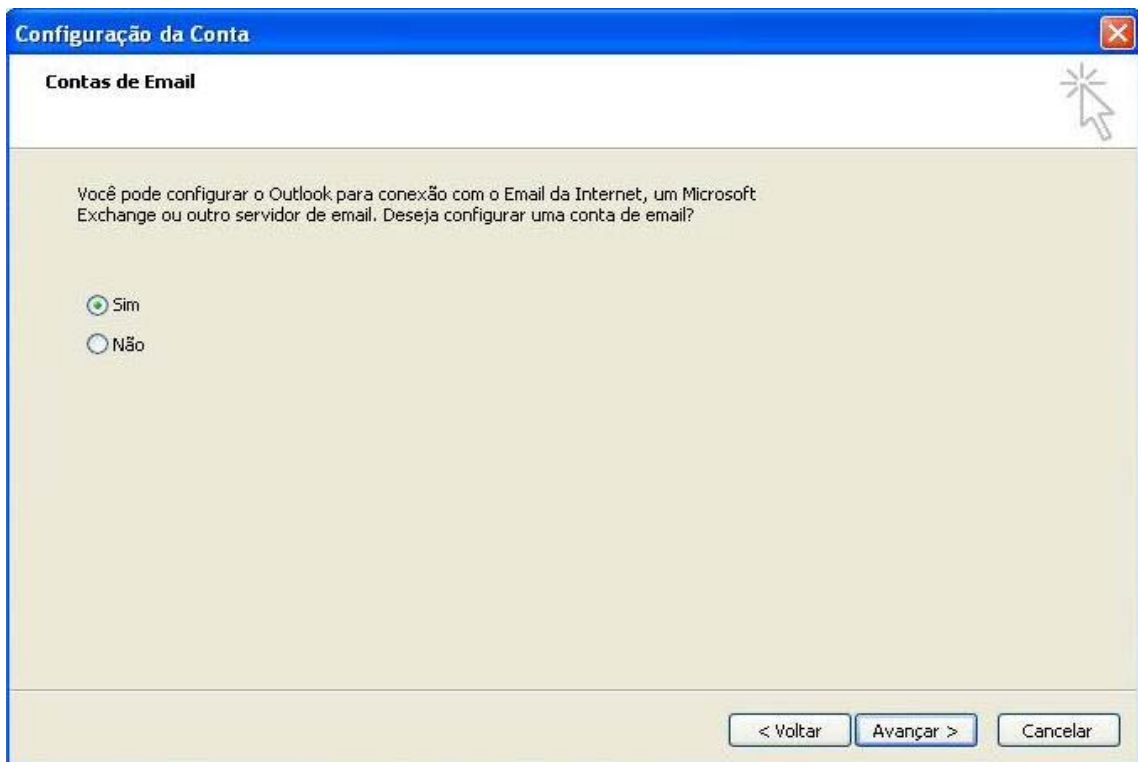 Configuração da Conta
Contas de Email
Você pode configurar o Outlook para conexão com o Email da Internet, um Microsoft
Exchange ou outro servidor de email. Deseja configurar uma conta de email?
Sim
Não
< Voltar
Avançar >
Cancelar